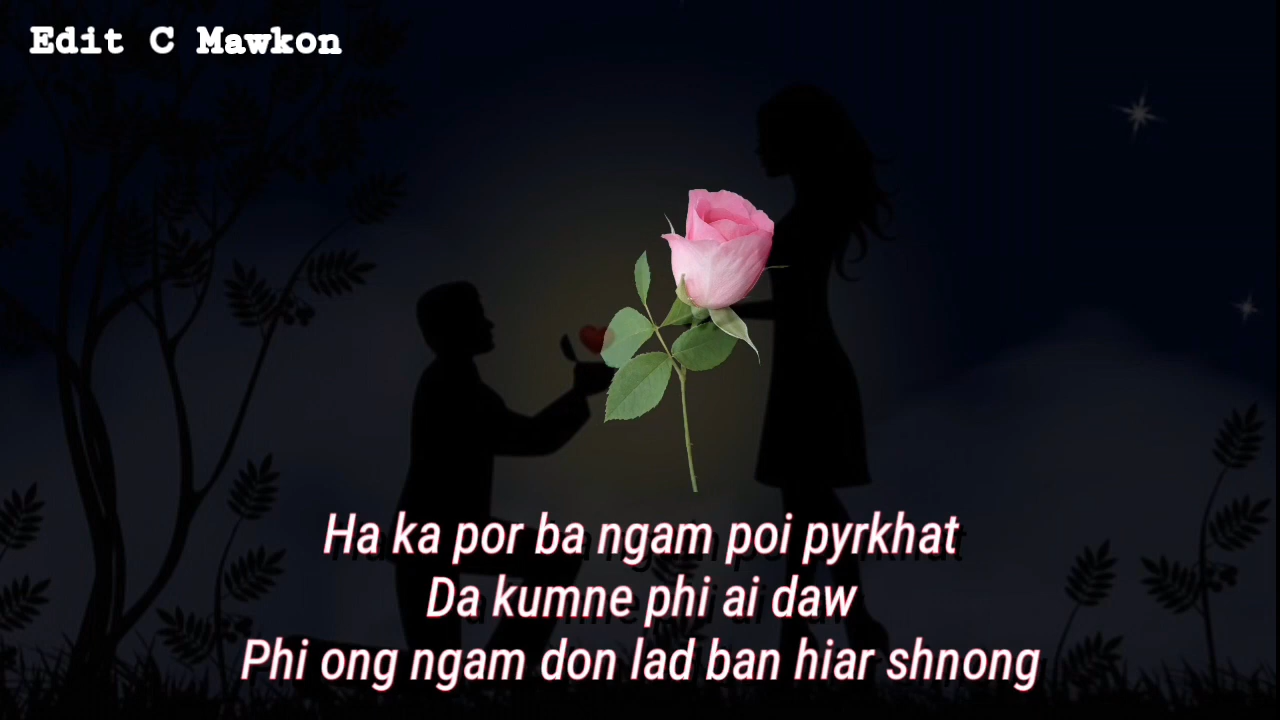 Edit C Mawkon
Ha ka por ba ngam poi pyrkhat
Da kumne phi ai daw
Phi ong ngam don lad ban hiar shnong